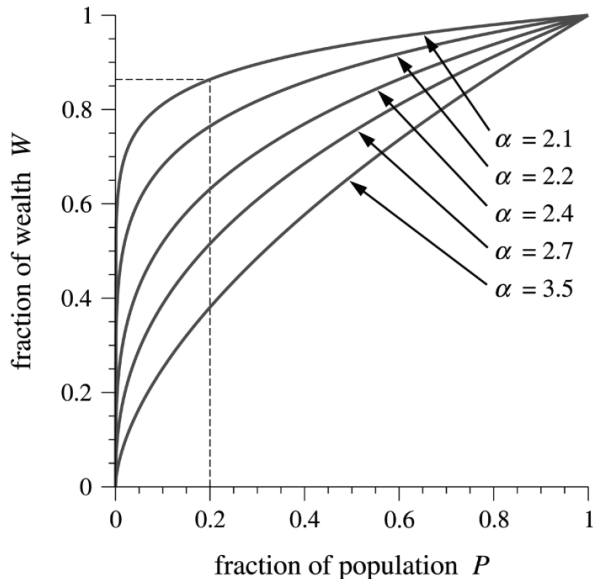 1
0.8
0.6
0.4
0.2
0
fraction of wealth W
α = 2.1
α = 2.2
α = 2.4
α = 2.7
α = 3.5
0 0.2 0.4 0.6 0.8 1
fraction of population P